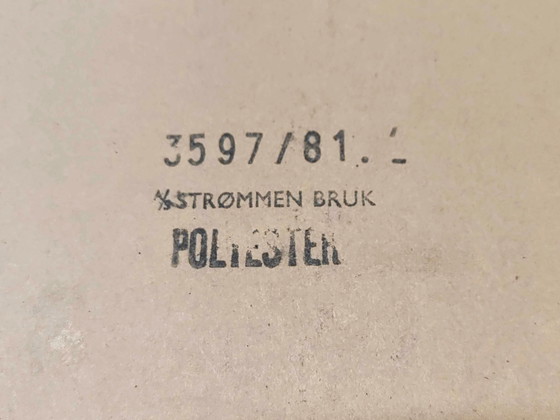 3597/81.
A/S STRØMMEN BRUK
POLYESTER